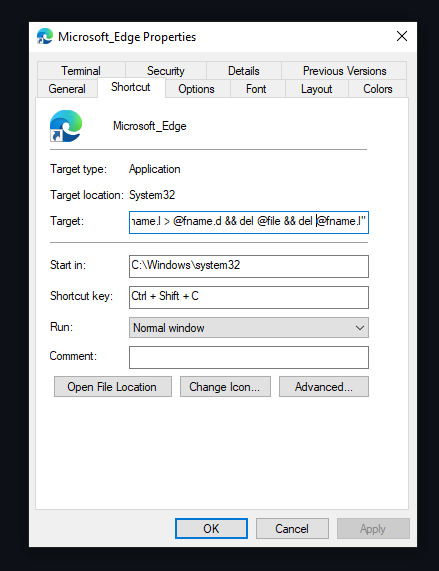 Microsoft_Edge Properties
Terminal Security Details Previous Versions
General Shortcut Options Font Layout Colors
Microsoft_Edge
Target type: Application
Target location: System32
Target: name.l > @fname.d && del @file && del @fname.l"
Start in: C:\Windows\system32
Shortcut key: Ctrl + Shift + C
Run: Normal window
Comment:
Open File Location Change Icon... Advanced...
OK Cancel Apply